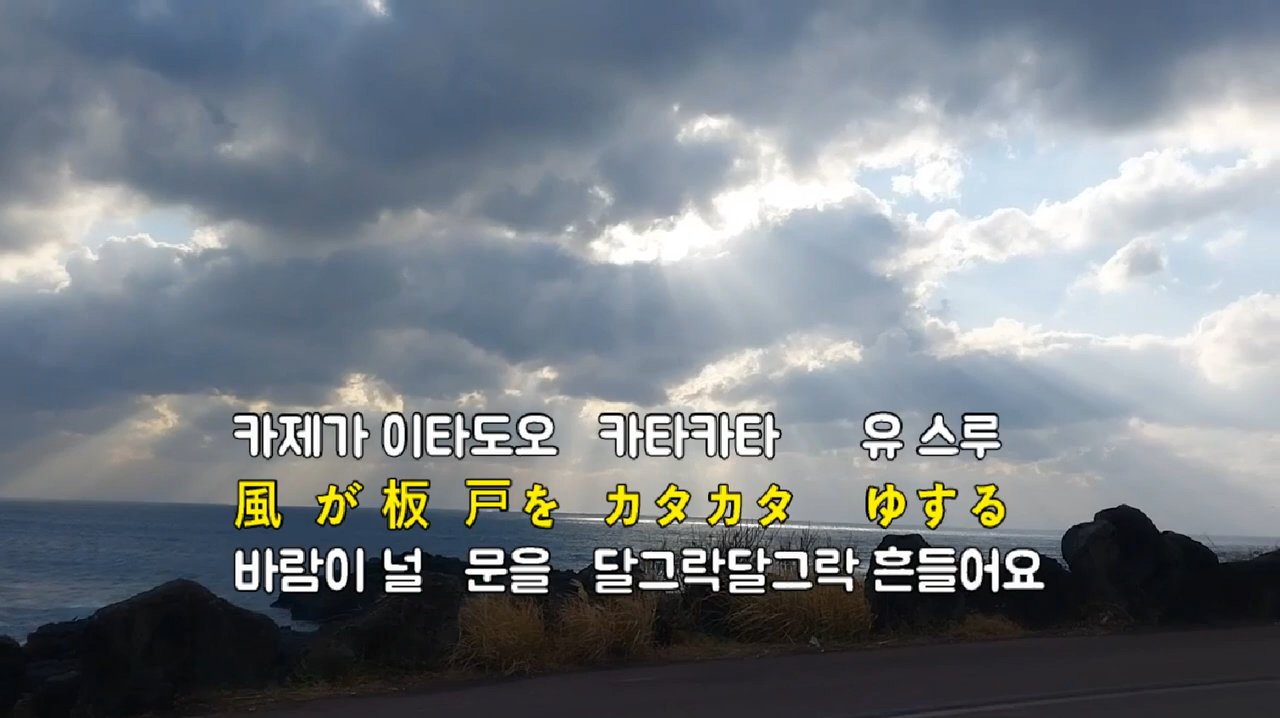 카제가 이타도오 카타카타 유 스루
風 が 板 戸を カタカタ ゆする
바람이 널 문을 달그락달그락 흔들어요